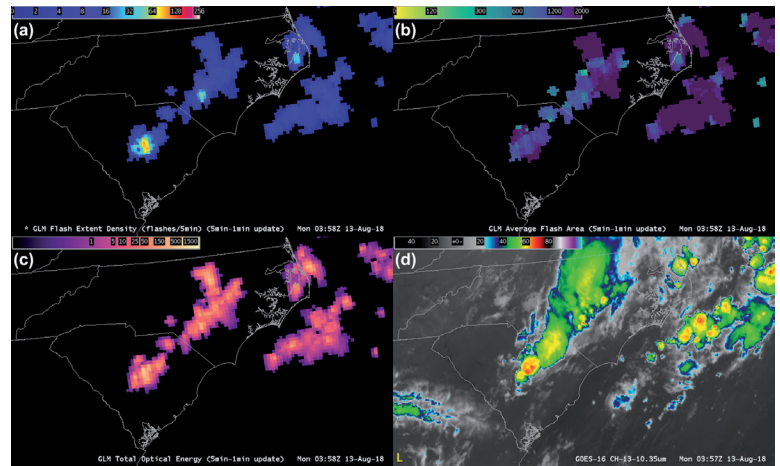 1 2 4 8 16 32 64 128 256
(a)
* GLM Flash Extent Density (flashes/5min) (5min-1min update) Mon 03:58Z 13-Aug-18
0 120 300 600 1200 2000
(b)
GLM Average Flash Area (5min-1min update) Mon 03:58Z 13-Aug-18
1 5 10 25 50 150 500 1500
(c)
GLM Total Optical Energy (5min-1min update) Mon 03:58Z 13-Aug-18
40 20 20 40 60 80
(d)
L
GOES-16 CH-13-10.35um Mon 03:57Z 13-Aug-18